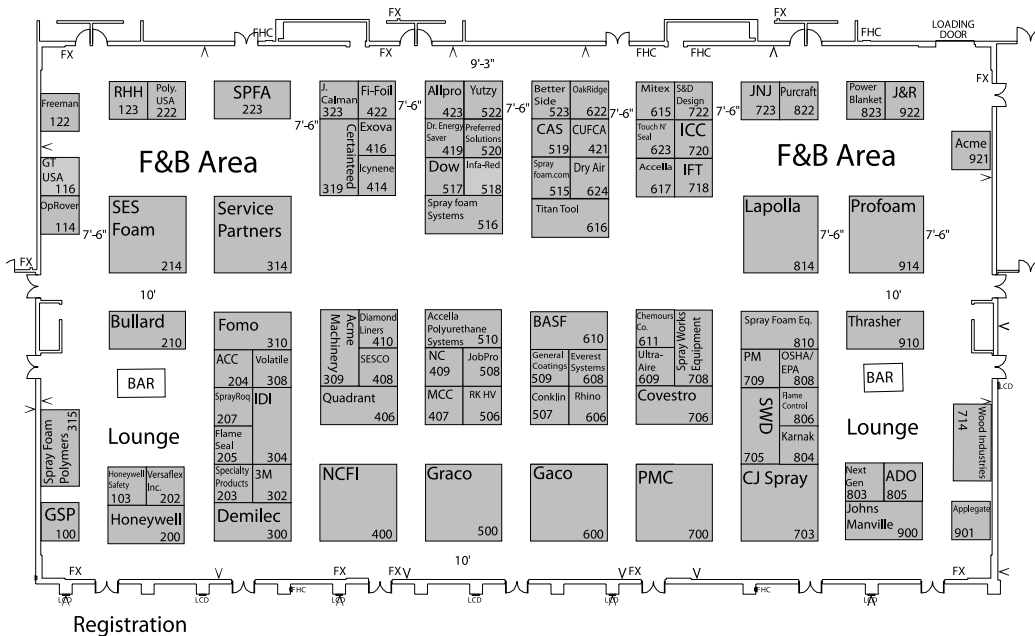 FX
FX
LOADING
DOOR
FHC
FHC
FX
FX
FHC
FHC
FX
9'-3"
FX
Freeman
122
RHH
123
Poly.
USA
222
SPFA
223
J.
Calman
323
Fi-Foil
422
7'-6"
Allpro
423
Yutzy
522
7'-6"
Better
Side
523
OakRidge
622
7'-6"
Mitex
615
S&D
Design
722
7'-6"
JNJ
723
Purcraft
822
Power
Blanket
823
J&R
922
7'-6"
Certainteed
319
Exova
416
Dr. Energy
Saver
419
Preferred
Solutions
520
CAS
519
CUFCA
421
Touch N'
Seal
623
ICC
720
Acme
921
GT
USA
116
F&B Area
Icynene
414
Dow
517
Infa-Red
518
Spray
foam.com
515
Dry Air
624
Accella
617
IFT
718
F&B Area
OpRover
114
SES
Foam
214
7'-6"
Service
Partners
314
Spray foam
Systems
516
Titan Tool
616
Lapolla
814
7'-6"
Profoam
914
7'-6"
FX
10'
10'
Bullard
210
Fomo
310
Acme
Machinery
309
Diamond
Liners
410
Accella
Polyurethane
Systems
510
BASF
610
Chemours
Co.
611
Spray Works
Equipment
708
Spray Foam Eq.
810
Thrasher
910
ACC
204
Volatile
308
SESCO
408
NC
409
JobPro
508
General
Coatings
509
Everest
Systems
608
Ultra-
Aire
609
PM
709
OSHA/
EPA
808
BAR
BAR
LCD
SprayRoq
207
IDI
304
Quadrant
406
MCC
407
RK HV
506
Conklin
507
Rhino
606
Covestro
706
SWD
705
Flame
Control
806
Spray Foam
Polymers
315
Lounge
Flame
Seal
205
Karnak
804
Lounge
714
Wood Industries
Honeywell
Safety
103
Versaflex
Inc.
202
Specialty
Products
203
3M
302
NCFI
400
Graco
500
Gaco
600
PMC
700
CJ Spray
703
Next
Gen
803
ADO
805
GSP
100
Honeywell
200
Demilec
300
Johns
Manville
900
Applegate
901
10'
FX
FX
FX
FX
FX
FX
LCD
LCD
FHC
LCD
LCD
LCD
FHC
LCD
Registration